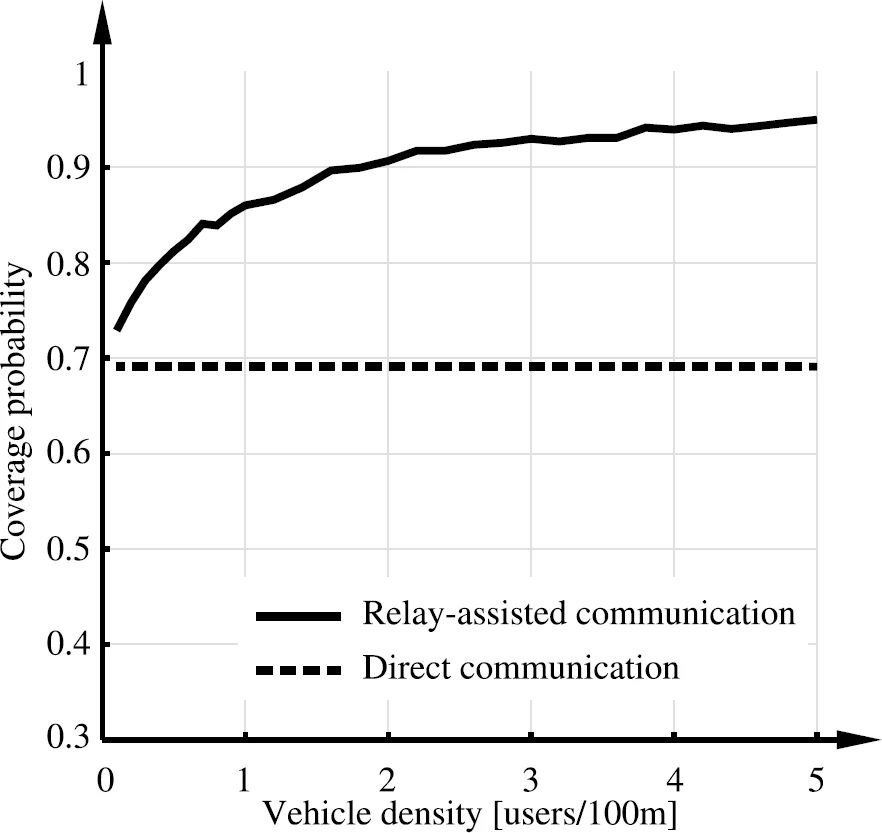 1
0.9
0.8
0.7
0.6
0.5
0.4
0.3
Coverage probability
Relay-assisted communication
Direct communication
0 1 2 3 4 5
Vehicle density [users/100m]